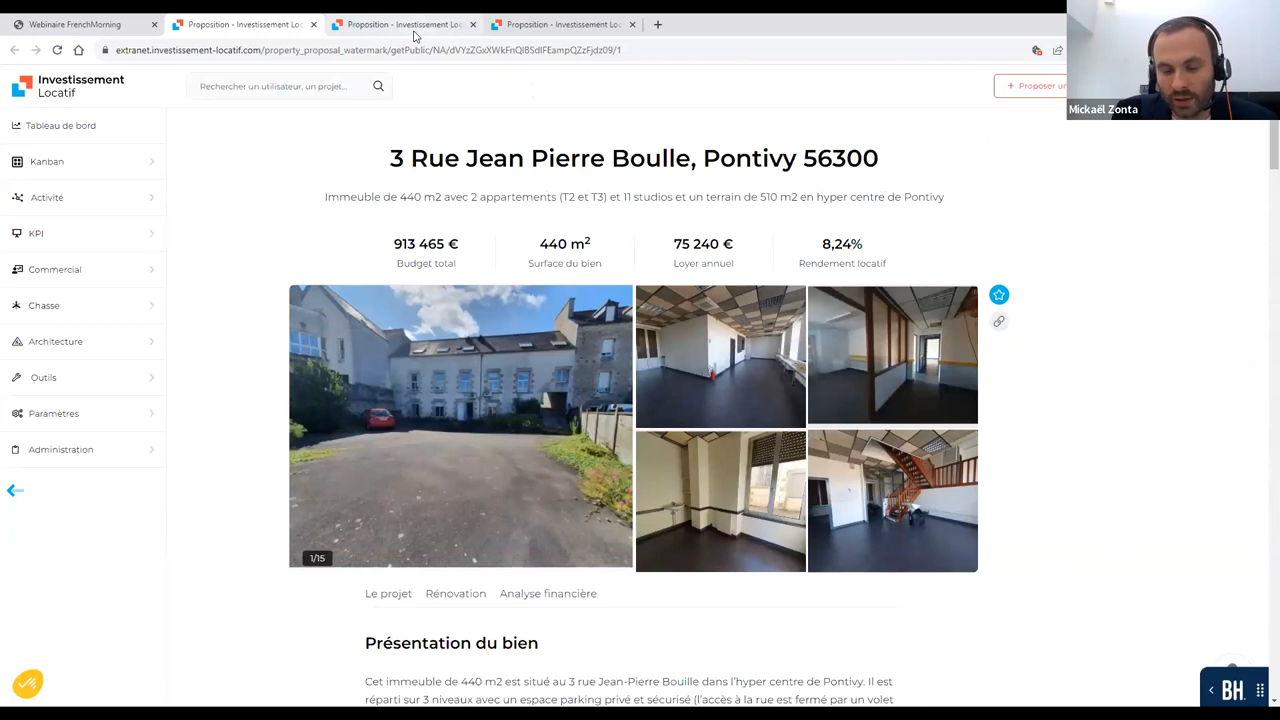 Webinaire FrenchMorning
Proposition - Investissement Loc
Proposition - Investissement Loc
Proposition - Investissement Loc
extranet.investissement-locatif.com/property_proposal_watermark/getPublic/NA/
Investissement
Locatif
Rechercher un utilisateur, un projet...
+ Proposer un
Mickaël Zonta
Tableau de bord
Kanban
Activité
KPI
Commercial
Chasse
Architecture
Outils
Paramètres
Administration
3 Rue Jean Pierre Boulle, Pontivy 56300
Immeuble de 440 m2 avec 2 appartements (T2 et T3) et 11 studios et un terrain de 510 m2 en hyper centre de Pontivy
913 465 €
Budget total
440 m2
Surface du bien
75 240 €
Loyer annuel
8,24%
Rendement locatif
1/15
Le projet Rénovation Analyse financière
Présentation du bien
Cet immeuble de 440 m2 est situé au 3 rue Jean-Pierre Bouille dans l'hyper centre de Pontivy. Il est
réparti sur 3 niveaux avec un espace parking privé et sécurisé (l'accès à la rue est fermé par un volet
BH